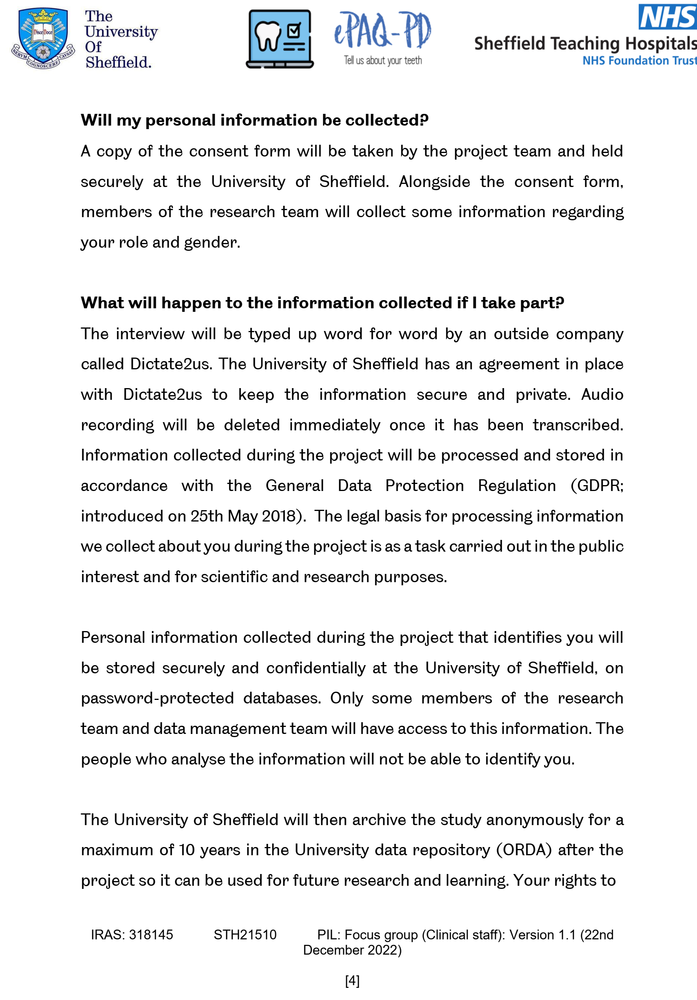 The
University
Of
Sheffield.
Disce Doce
RERVM COGNOSCERE CAVSAS
ePAQ-PD
Tell us about your teeth
NHS
Sheffield Teaching Hospitals
NHS Foundation Trust
Will my personal information be collected?
A copy of the consent form will be taken by the project team and held
securely at the University of Sheffield. Alongside the consent form,
members of the research team will collect some information regarding
your role and gender.
What will happen to the information collected if I take part?
The interview will be typed up word for word by an outside company
called Dictate2us. The University of Sheffield has an agreement in place
with Dictate2us to keep the information secure and private. Audio
recording will be deleted immediately once it has been transcribed.
Information collected during the project will be processed and stored in
accordance with the General Data Protection Regulation (GDPR;
introduced on 25th May 2018).  The legal basis for processing information
we collect about you during the project is as a task carried out in the public
interest and for scientific and research purposes.
Personal information collected during the project that identifies you will
be stored securely and confidentially at the University of Sheffield, on
password-protected databases. Only some members of the research
team and data management team will have access to this information. The
people who analyse the information will not be able to identify you.
The University of Sheffield will then archive the study anonymously for a
maximum of 10 years in the University data repository (ORDA) after the
project so it can be used for future research and learning. Your rights to
IRAS: 318145 STH21510 PIL: Focus group (Clinical staff): Version 1.1 (22nd
December 2022)
[4]